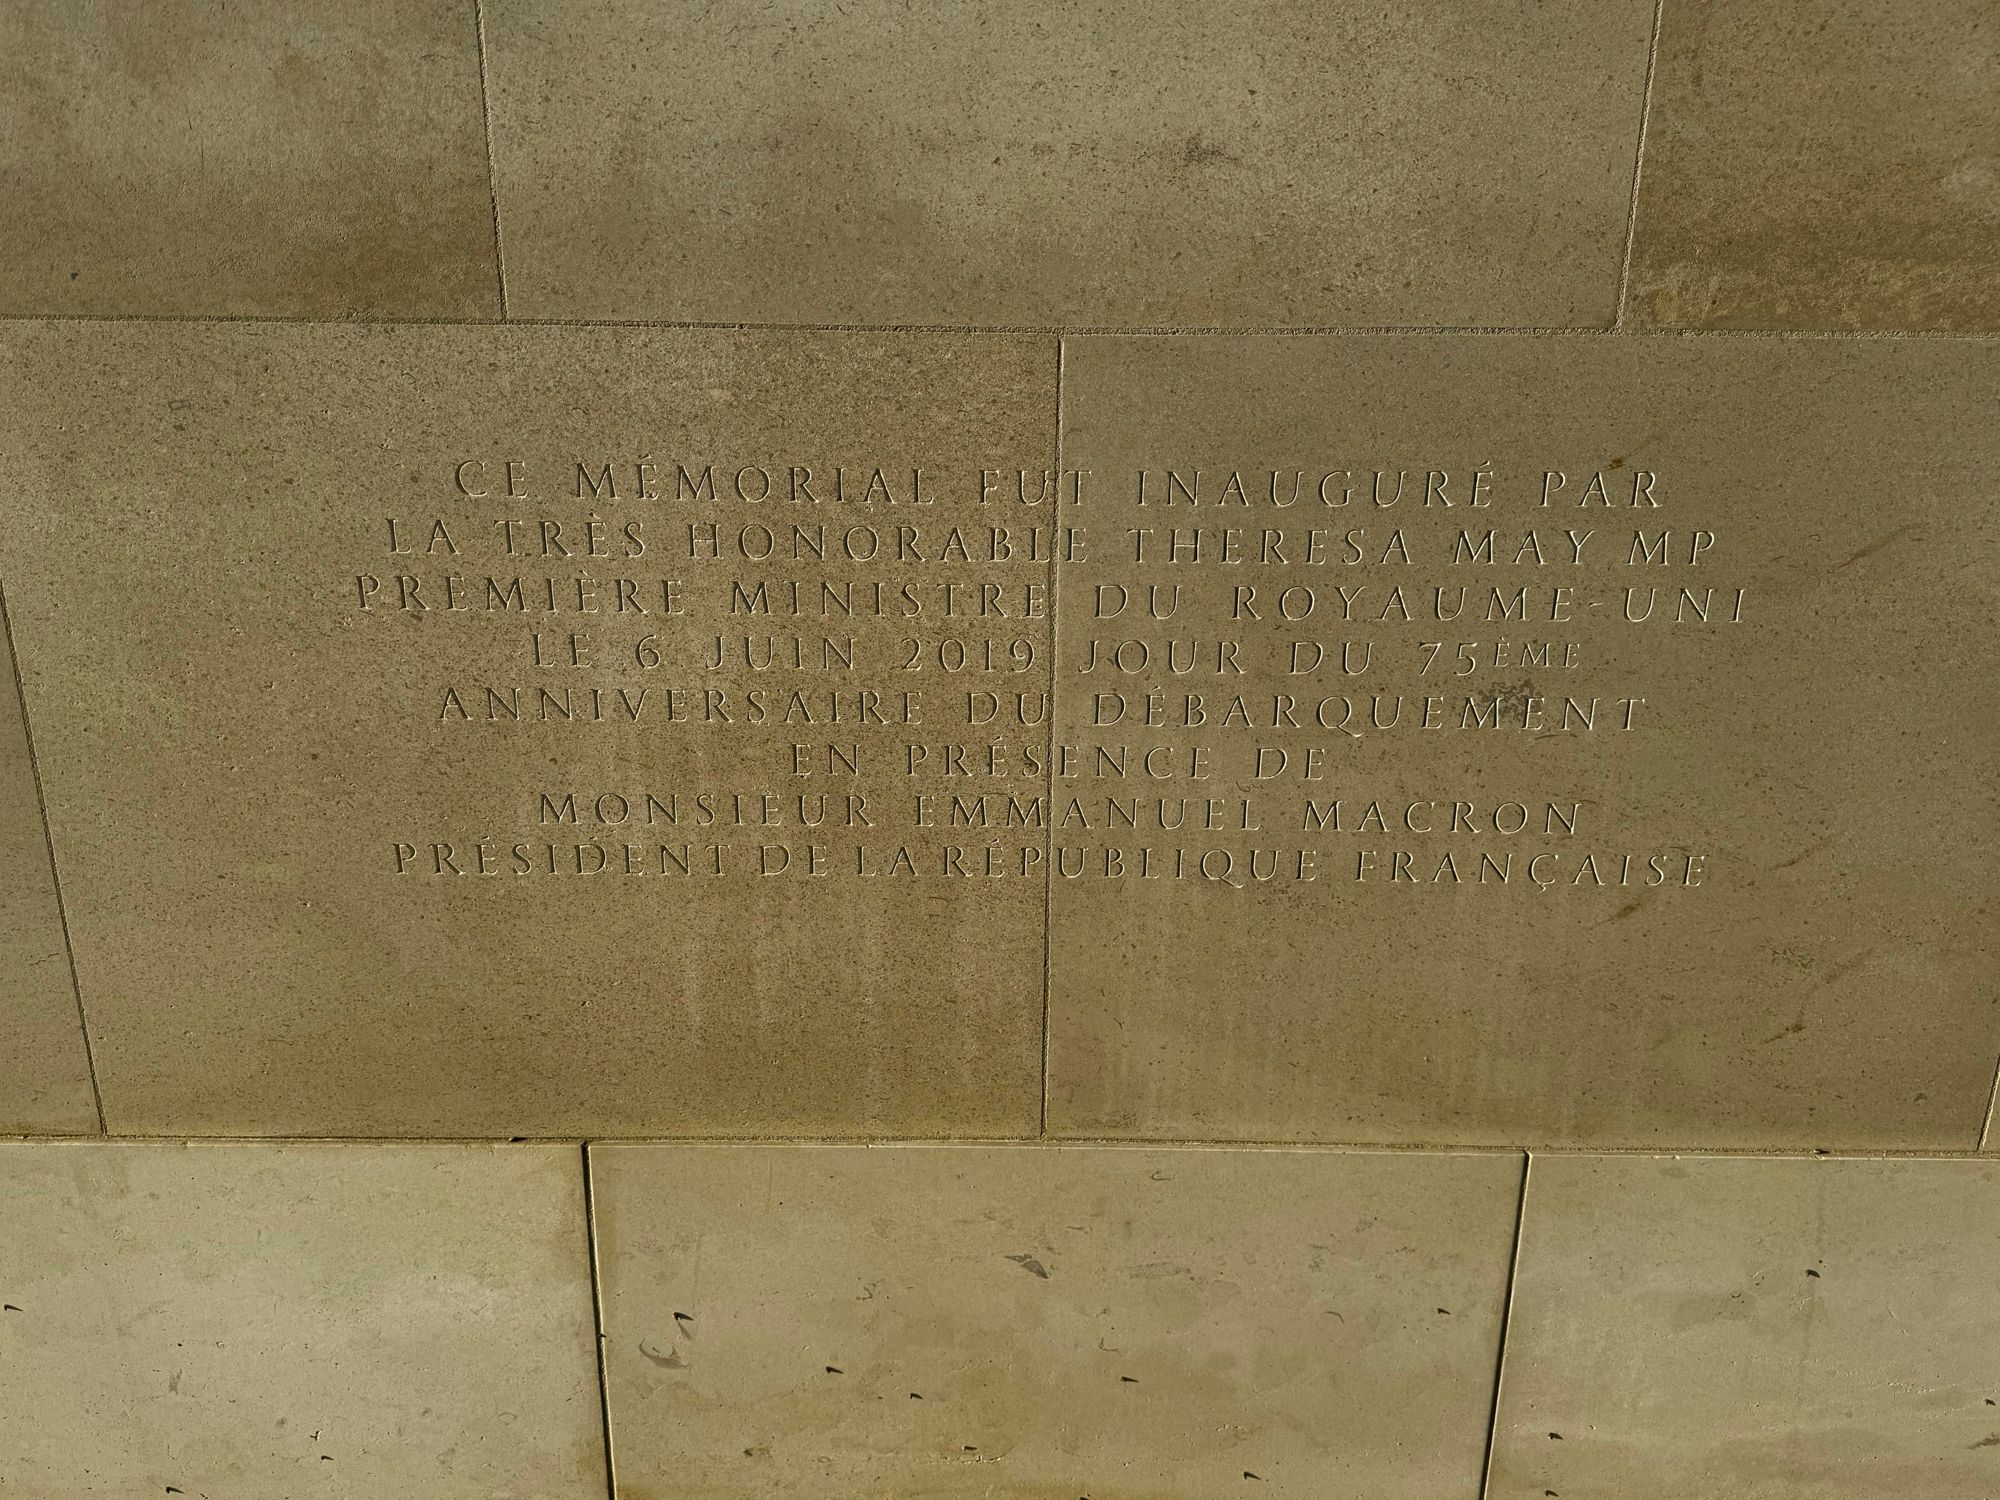 CE MÉMORIAL FUT INAUGURÉ PAR
LA TRÈS HONORABLE THERESA MAY MP
PREMIÈRE MINISTRE DU ROYAUME-UNI
LE 6 JUIN 2019 JOUR DU 75ÈME
ANNIVERSAIRE DU DÉBARQUEMENT
EN PRÉSENCE DE
MONSIEUR EMMANUEL MACRON
PRÉSIDENT DE LA RÉPUBLIQUE FRANÇAISE